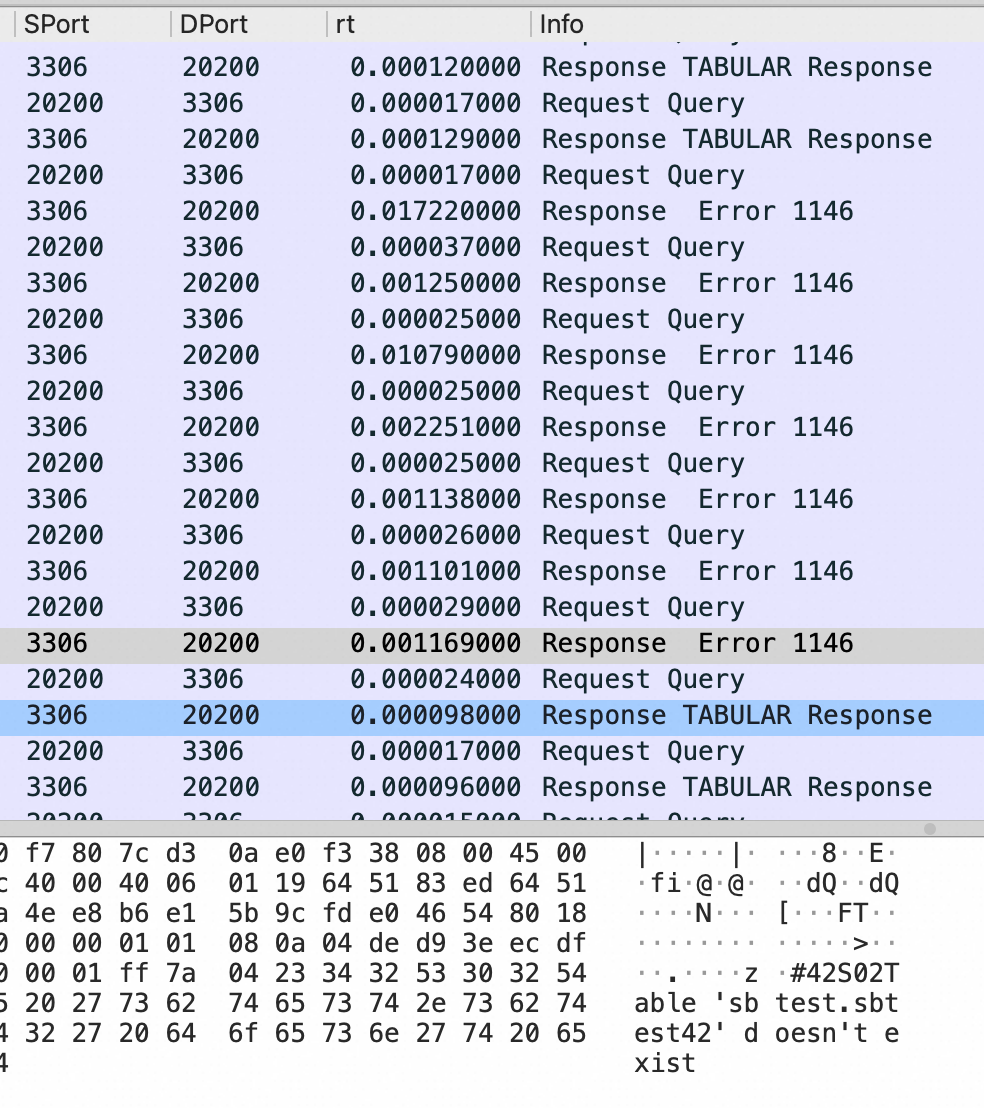 SPort DPort rt Info
3306 20200 0.000120000 Response TABULAR Response
20200 3306 0.000017000 Request Query
3306 20200 0.000129000 Response TABULAR Response
20200 3306 0.000017000 Request Query
3306 20200 0.017220000 Response  Error 1146
20200 3306 0.000037000 Request Query
3306 20200 0.001250000 Response  Error 1146
20200 3306 0.000025000 Request Query
3306 20200 0.010790000 Response  Error 1146
20200 3306 0.000025000 Request Query
3306 20200 0.002251000 Response  Error 1146
20200 3306 0.000025000 Request Query
3306 20200 0.001138000 Response  Error 1146
20200 3306 0.000026000 Request Query
3306 20200 0.001101000 Response  Error 1146
20200 3306 0.000029000 Request Query
3306 20200 0.001169000 Response  Error 1146
20200 3306 0.000024000 Request Query
3306 20200 0.000098000 Response TABULAR Response
20200 3306 0.000017000 Request Query
3306 20200 0.000096000 Response TABULAR Response
f7 80 7c d3 0a e0 f3 38 08 00 45 00 |·····|· ···8··E·
40 00 40 06 01 19 64 51 83 ed 64 51 ·fi·@·@· ··dQ··dQ
4e e8 b6 e1 5b 9c fd e0 46 54 80 18 ····N··· [···FT··
00 00 01 01 08 0a 04 de d9 3e ec df ········ ·····>··
00 01 ff 7a 04 23 34 32 53 30 32 54 ··.····z ·#42S02T
20 27 73 62 74 65 73 74 2e 73 62 74 able 'sb test.sbt
32 27 20 64 6f 65 73 6e 27 74 20 65 est42' d oesn't e
xist